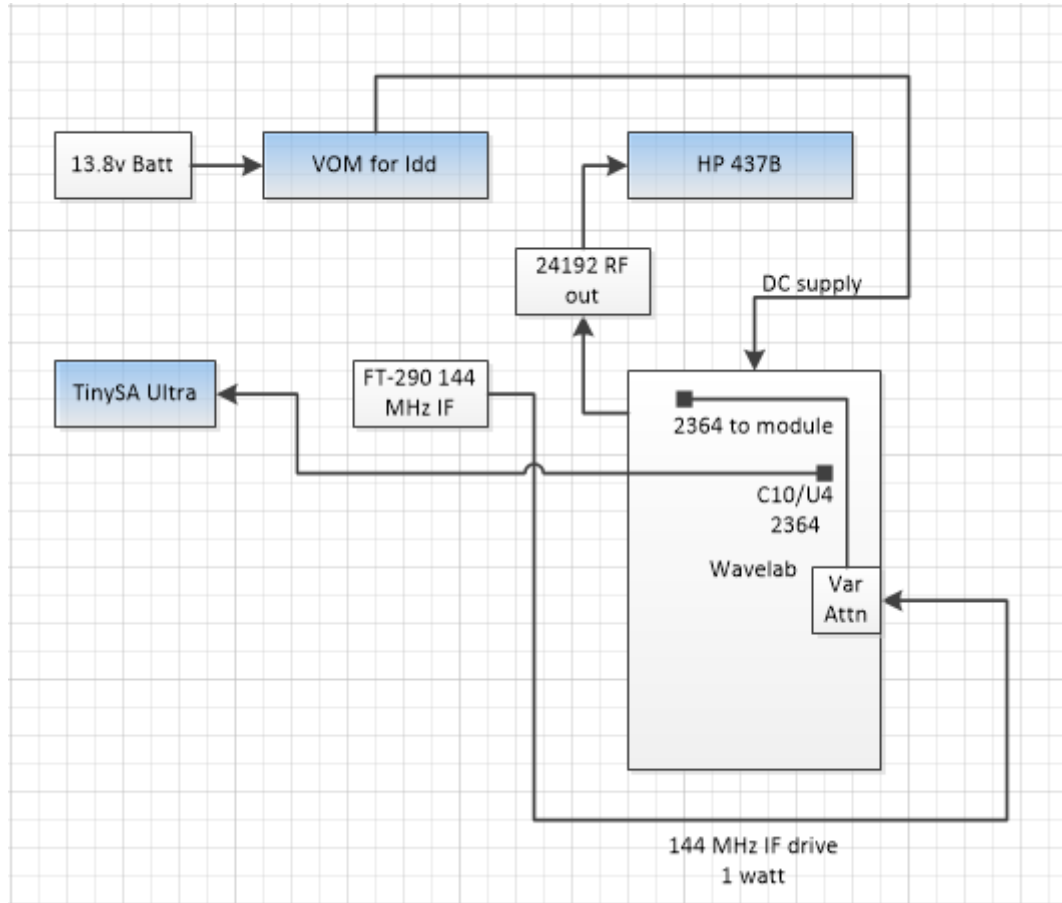 13.8v Batt
VOM for Idd
HP 437B
24192 RF
out
DC supply
TinySA Ultra
FT-290 144
MHz IF
2364 to module
C10/U4
2364
Wavelab
Var
Attn
144 MHz IF drive
1 watt